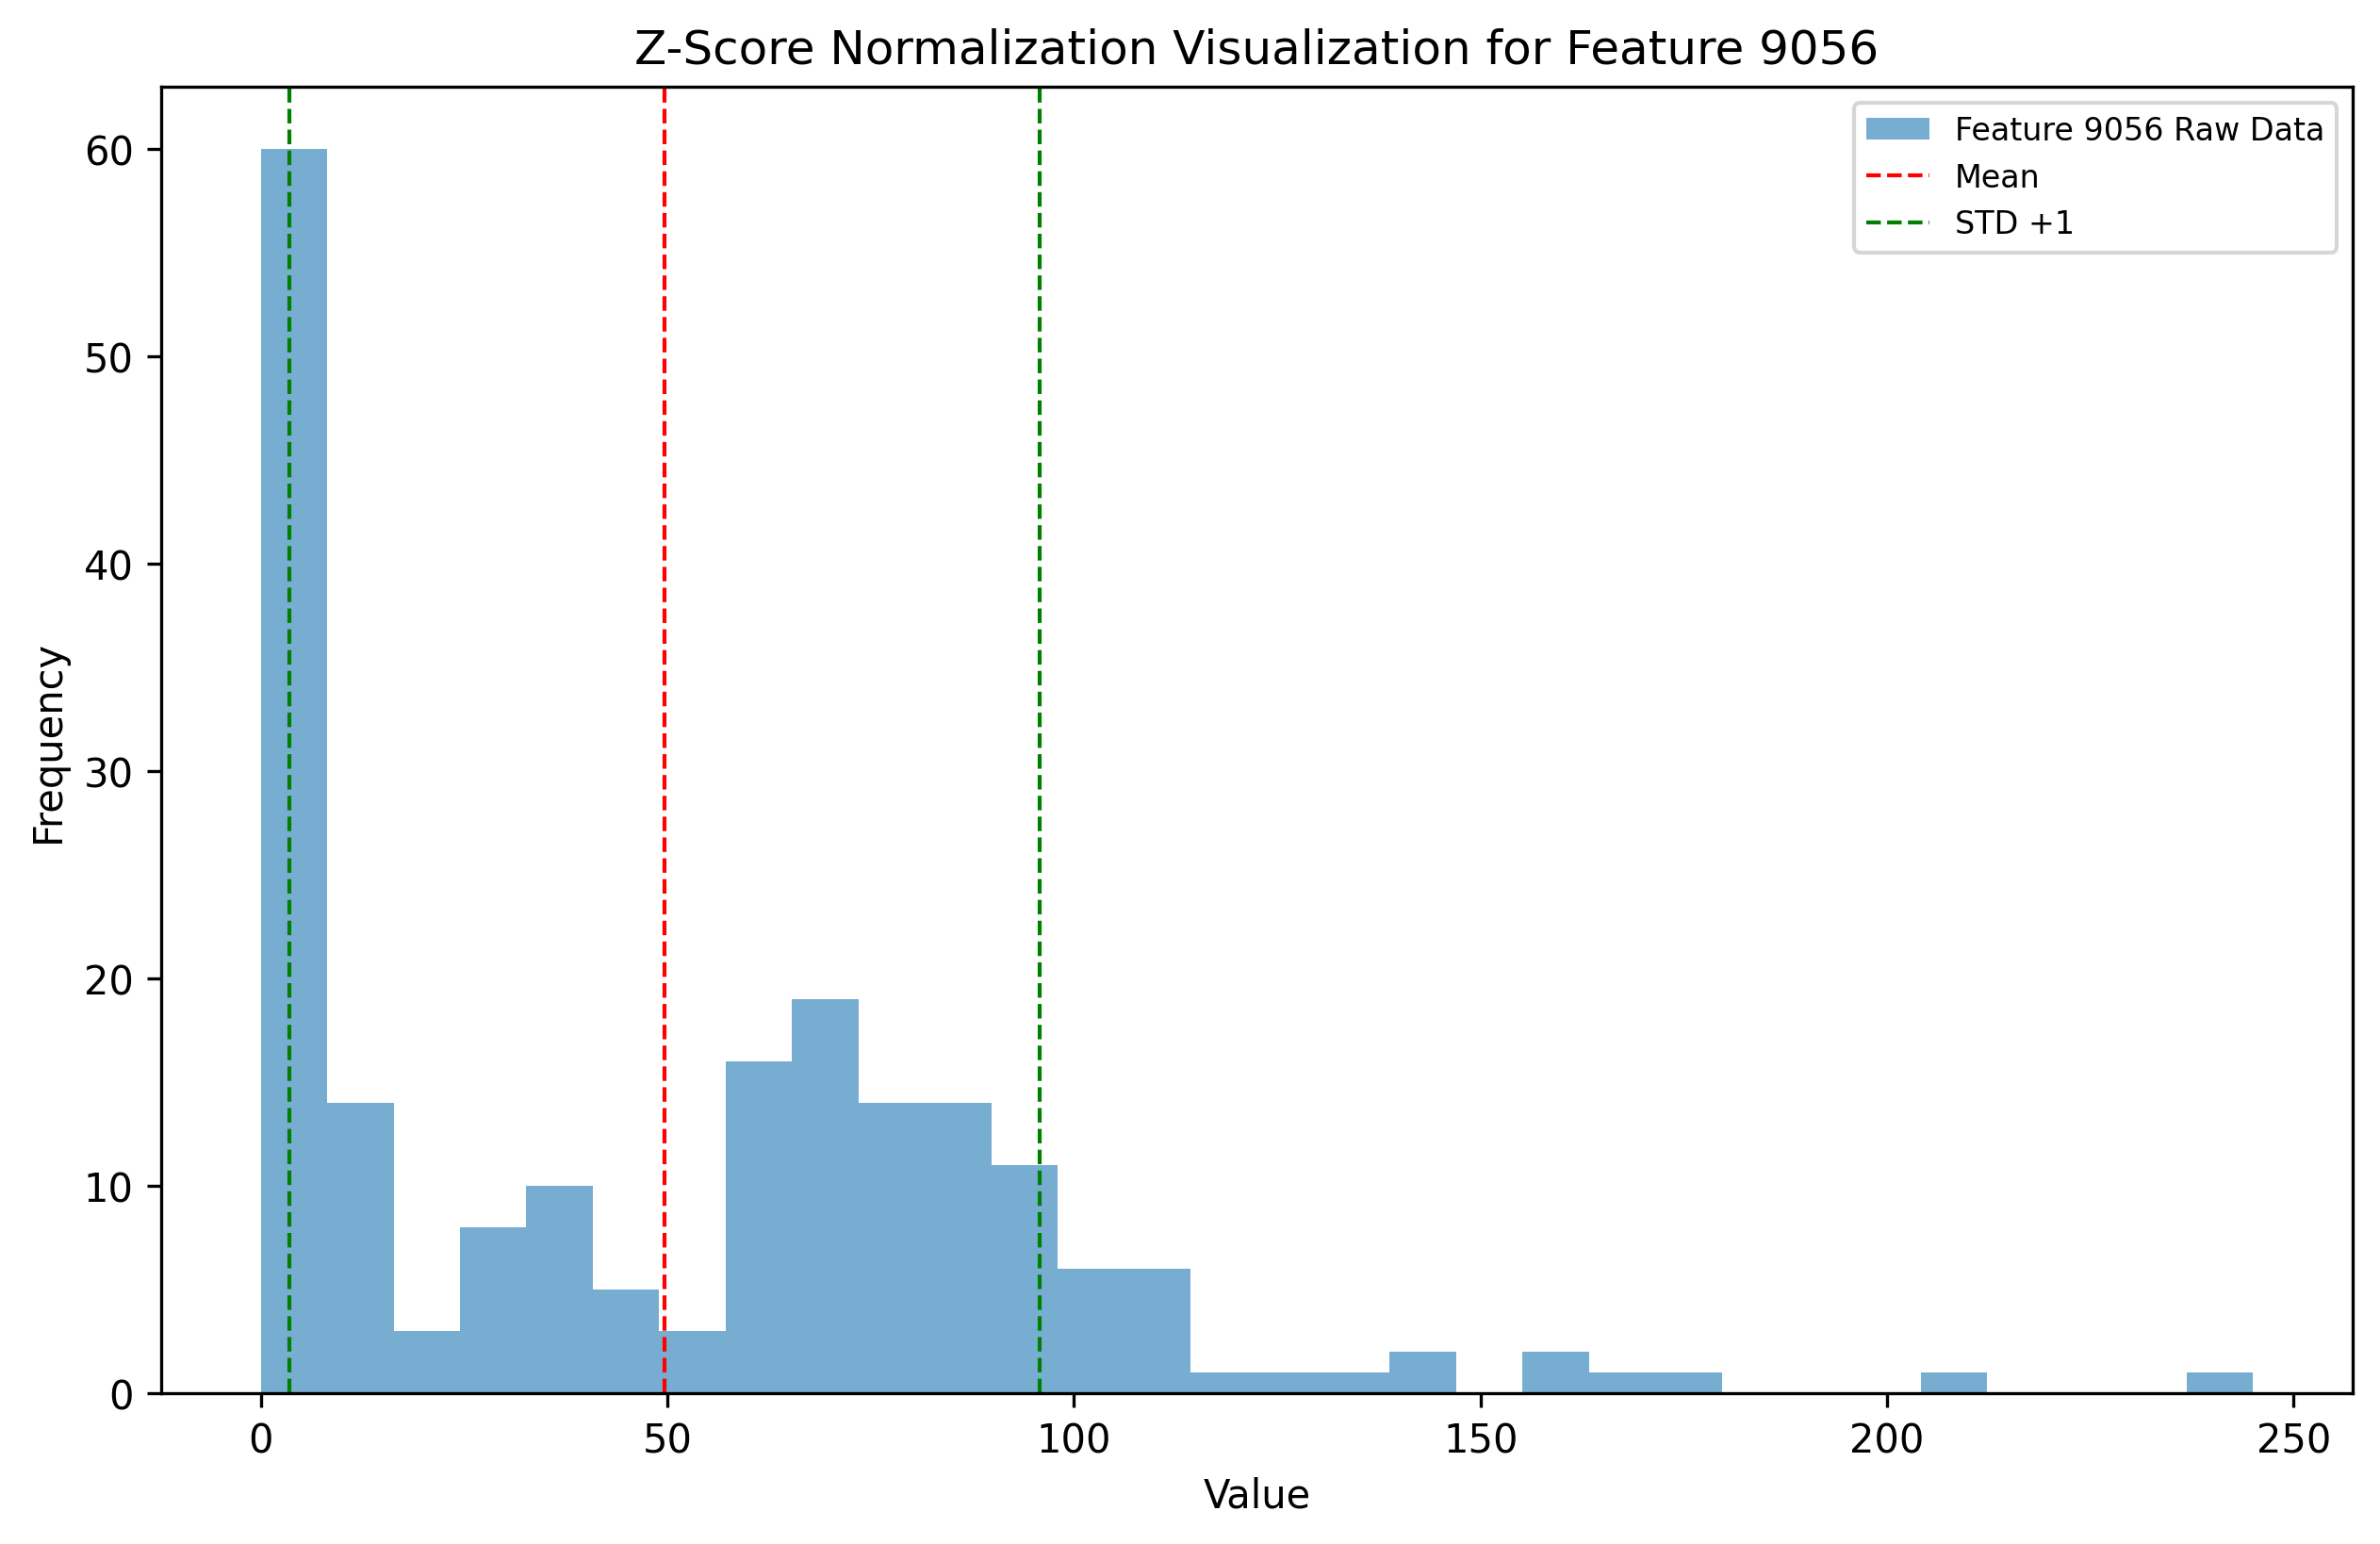 Z-Score Normalization Visualization for Feature 9056
Feature 9056 Raw Data
Mean
STD +1
60
50
40
30
20
10
0
Frequency
0 50 100 150 200 250
Value